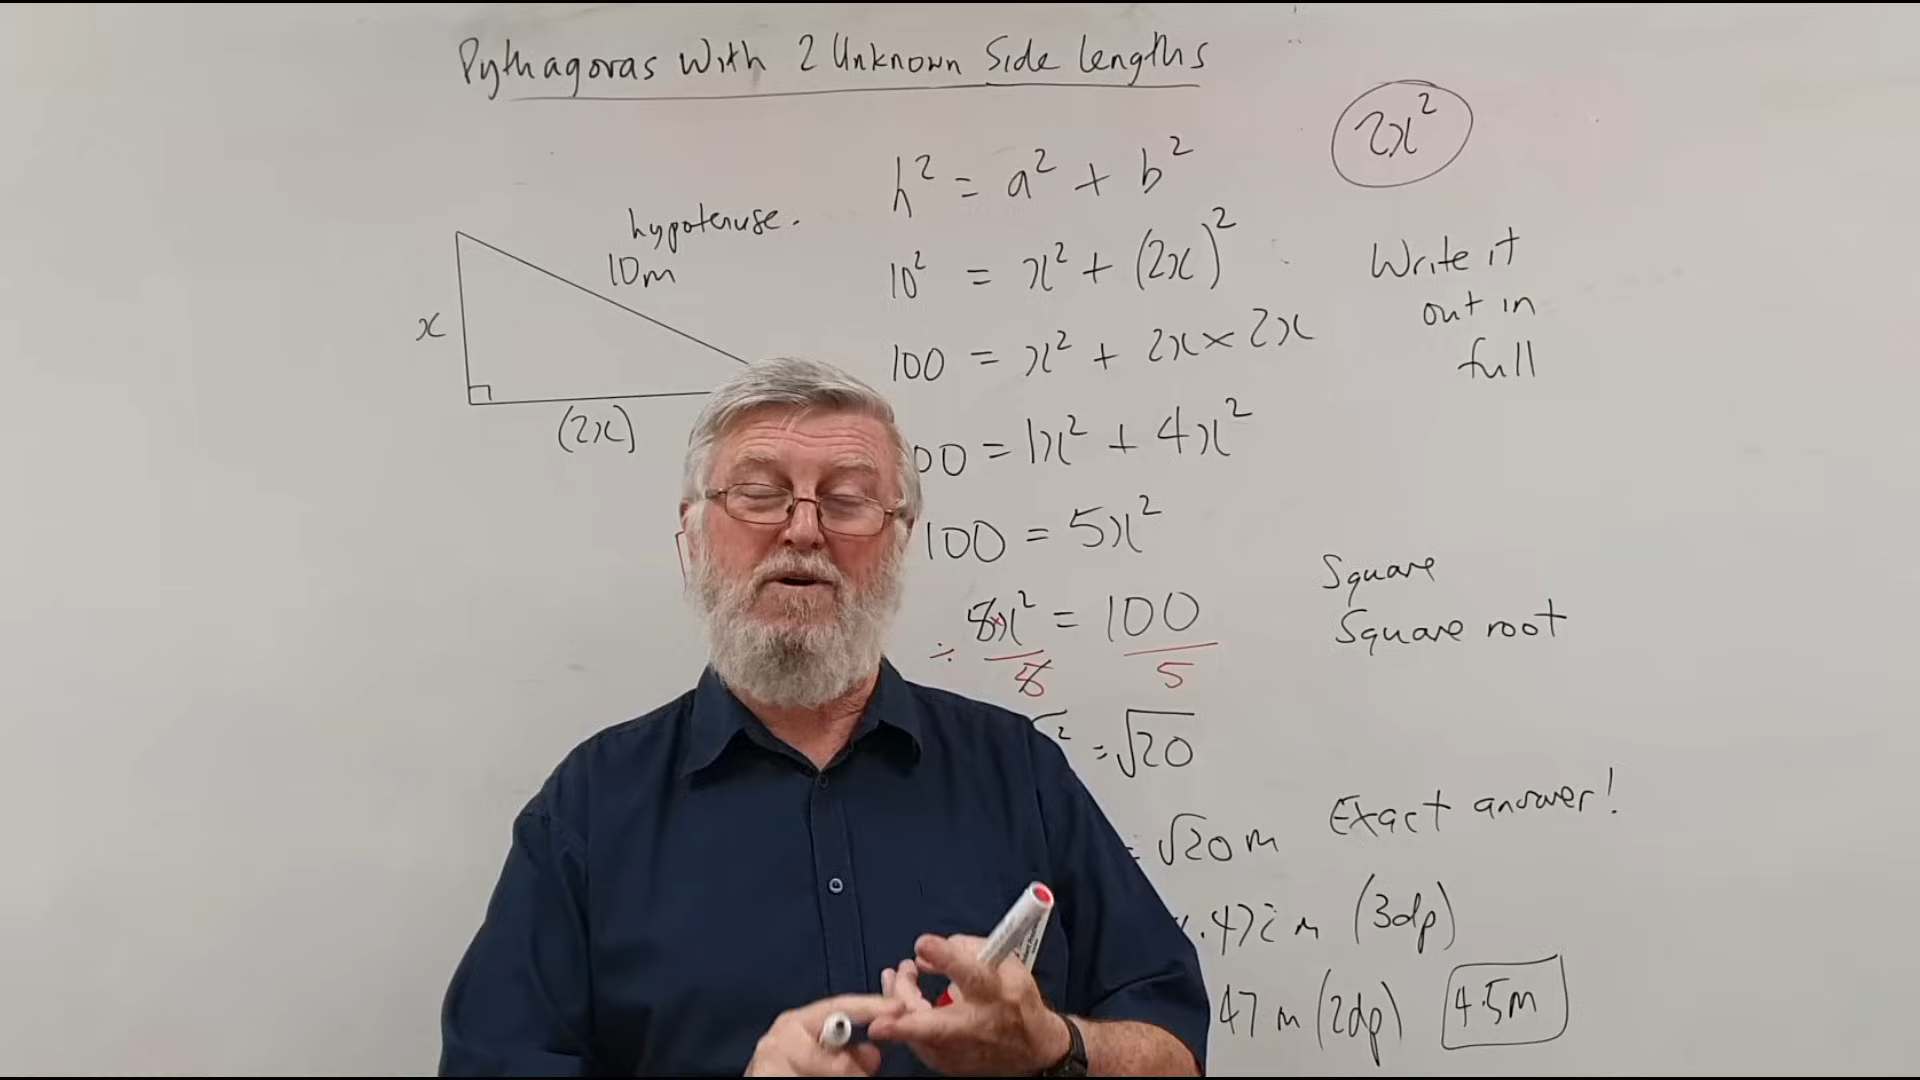 Pythagoras With 2 Unknown Side lengths
2x²
h² = a² + b²
hypotenuse.
10m
x
(2x)
10² = x² + (2x)²
Write it
out in
full
100 = x² + 2x × 2x
00 = 1x² + 4x²
100 = 5x²
Square
Square root
5x² = 100
÷ 5 5
² = √20
= √20 m Exact answer!
.472 m (3dp)
47 m (2dp) 4.5m